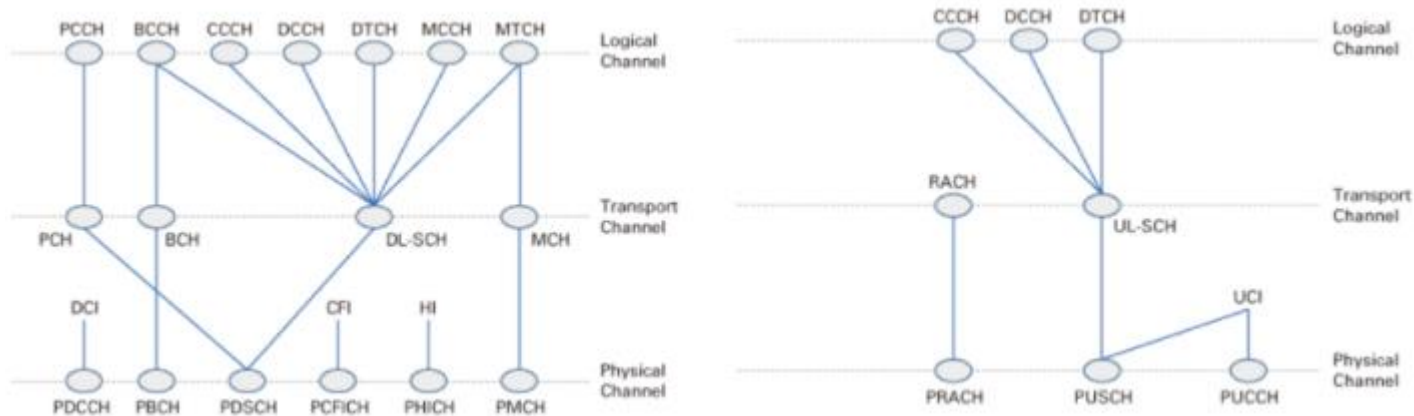 PCCH BCCH CCCH DCCH DTCH MCCH MTCH
Logical
Channel
PCH BCH DL-SCH MCH
Transport
Channel
DCI CFI HI
PDCCH PBCH PDSCH PCFICH PHICH PMCH
Physical
Channel
CCCH DCCH DTCH
Logical
Channel
RACH
UL-SCH
Transport
Channel
UCI
PRACH PUSCH PUCCH
Physical
Channel